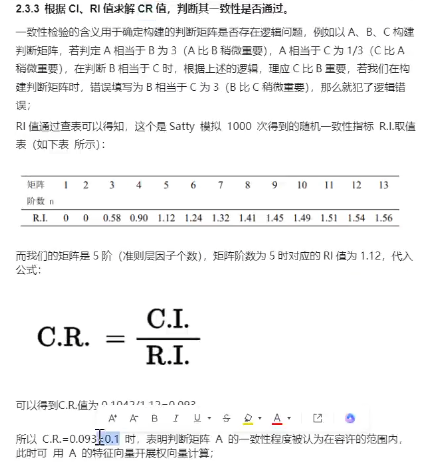 2.3.3 根据 CI、RI 值求解 CR 值，判断其一致性是否通过。
一致性检验的含义用于确定构建的判断矩阵是否存在逻辑问题，例如以 A、B、C 构建
判断矩阵，若判定 A 相当于 B 为 3（A 比 B 稍微重要），A 相当于 C 为 1/3（C 比 A
稍微重要），在判断 B 相当于 C 时，根据上述的逻辑，理应 C 比 B 重要，若我们在构
建判断矩阵时，错误填写为 B 相当于 C 为 3（B 比 C 稍微重要），那么就犯了逻辑错
误；
RI 值通过查表可以得知，这个是 Satty 模拟 1000 次得到的随机一致性指标 R.I.取值
表（如下表 所示）：
矩阵 1 2 3 4 5 6 7 8 9 10 11 12 13
阶数 n
R.I. 0 0 0.58 0.90 1.12 1.24 1.32 1.41 1.45 1.49 1.51 1.54 1.56
而我们的矩阵是 5 阶（准则层因子个数），矩阵阶数为 5 时对应的 RI 值为 1.12，代入
公式：
C.R. = C.I. / R.I.
可以得到C.R.值为
A⁺ A⁻ B I U S A
所以 C.R.=0.093<0.1 时，表明判断矩阵 A 的一致性程度被认为在容许的范围内，
此时可 用 A 的特征向量开展权向量计算；